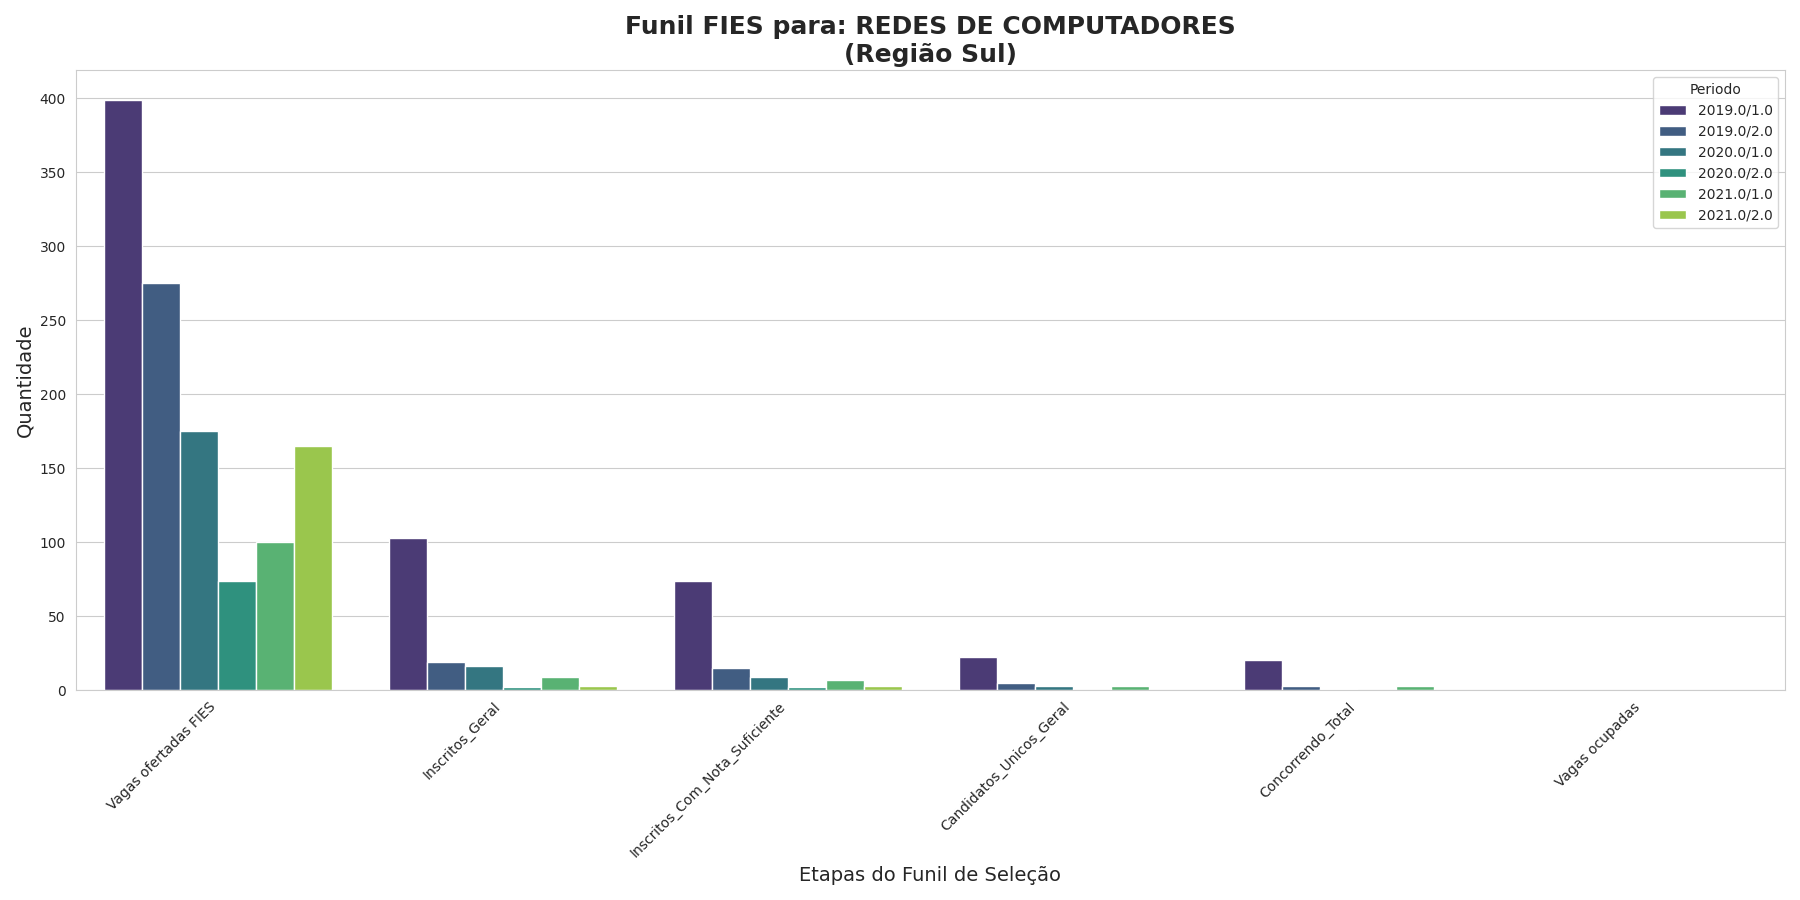 Funil FIES para: REDES DE COMPUTADORES
(Região Sul)
Periodo
2019.0/1.0
2019.0/2.0
2020.0/1.0
2020.0/2.0
2021.0/1.0
2021.0/2.0
Quantidade
400
350
300
250
200
150
100
50
0
Vagas ofertadas FIES
Inscritos_Geral
Inscritos_Com_Nota_Suficiente
Candidatos_Unicos_Geral
Concorrendo_Total
Vagas ocupadas
Etapas do Funil de Seleção